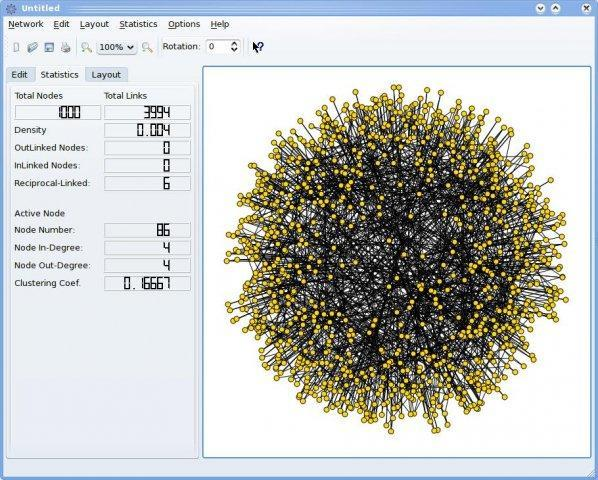 Untitled
Network Edit Layout Statistics Options Help
100% Rotation: 0
Edit Statistics Layout
Total Nodes Total Links
1000 3994
Density 0.004
OutLinked Nodes: 0
InLinked Nodes: 0
Reciprocal-Linked: 6
Active Node
Node Number: 86
Node In-Degree: 4
Node Out-Degree: 4
Clustering Coef. 0.16667